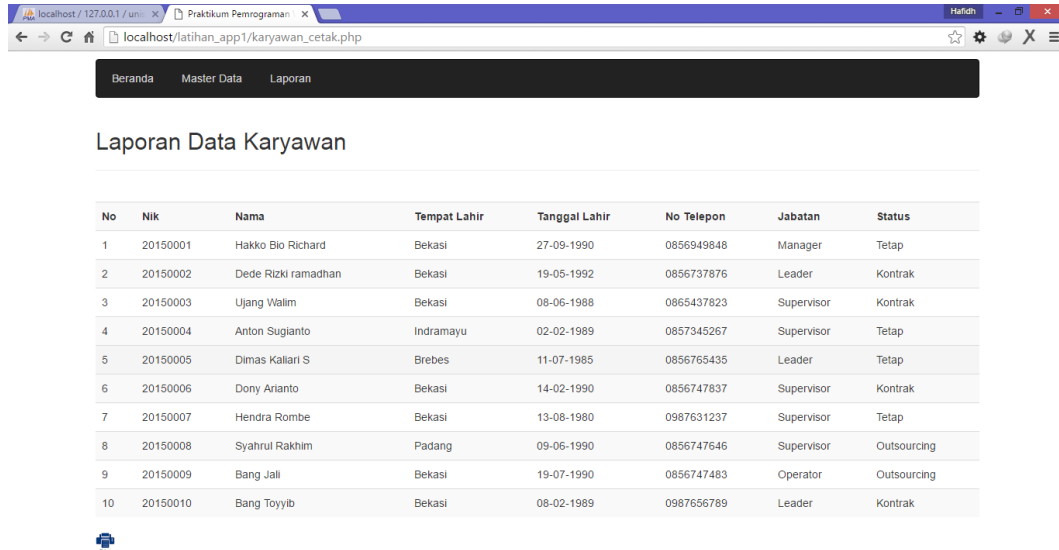 localhost / 127.0.0.1 / uni
Praktikum Pemrograman
Hafidh
localhost/latihan_app1/karyawan_cetak.php
Beranda Master Data Laporan
Laporan Data Karyawan
No Nik Nama Tempat Lahir Tanggal Lahir No Telepon Jabatan Status
1 20150001 Hakko Bio Richard Bekasi 27-09-1990 0856949848 Manager Tetap
2 20150002 Dede Rizki ramadhan Bekasi 19-05-1992 0856737876 Leader Kontrak
3 20150003 Ujang Walim Bekasi 08-06-1988 0865437823 Supervisor Kontrak
4 20150004 Anton Sugianto Indramayu 02-02-1989 0857345267 Supervisor Tetap
5 20150005 Dimas Kaliari S Brebes 11-07-1985 0856765435 Leader Tetap
6 20150006 Dony Arianto Bekasi 14-02-1990 0856747837 Supervisor Kontrak
7 20150007 Hendra Rombe Bekasi 13-08-1980 0987631237 Supervisor Tetap
8 20150008 Syahrul Rakhim Padang 09-06-1990 0856747646 Supervisor Outsourcing
9 20150009 Bang Jali Bekasi 19-07-1990 0856747483 Operator Outsourcing
10 20150010 Bang Toyyib Bekasi 08-02-1989 0987656789 Leader Kontrak